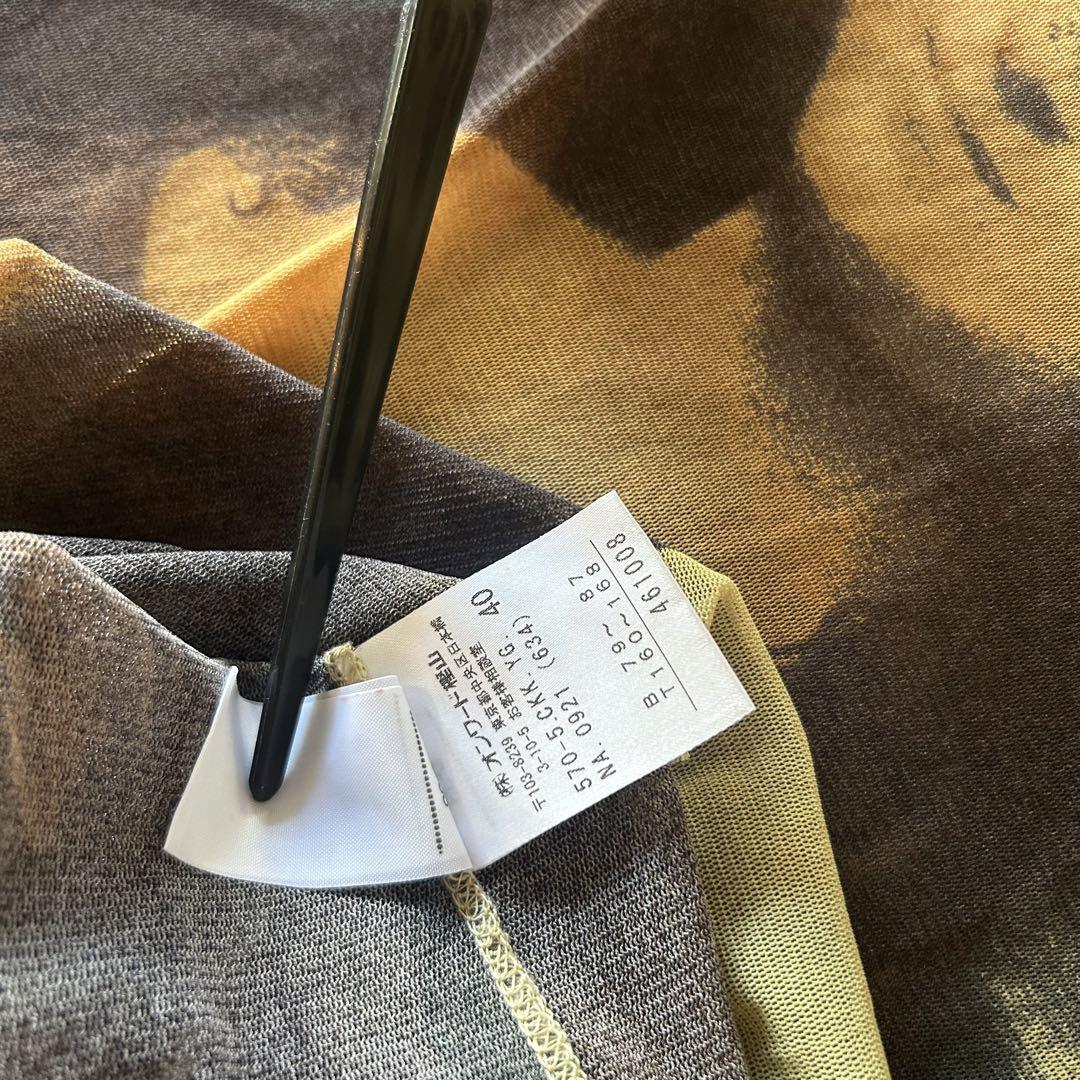 461008
T160~168
B 79~ 87
40
㈱オンワード樫山
〒103-8239 東京都中央区日本橋
3-10-5 お客様相談室
570-5.CKK. YG.
NA. 0921 (634)